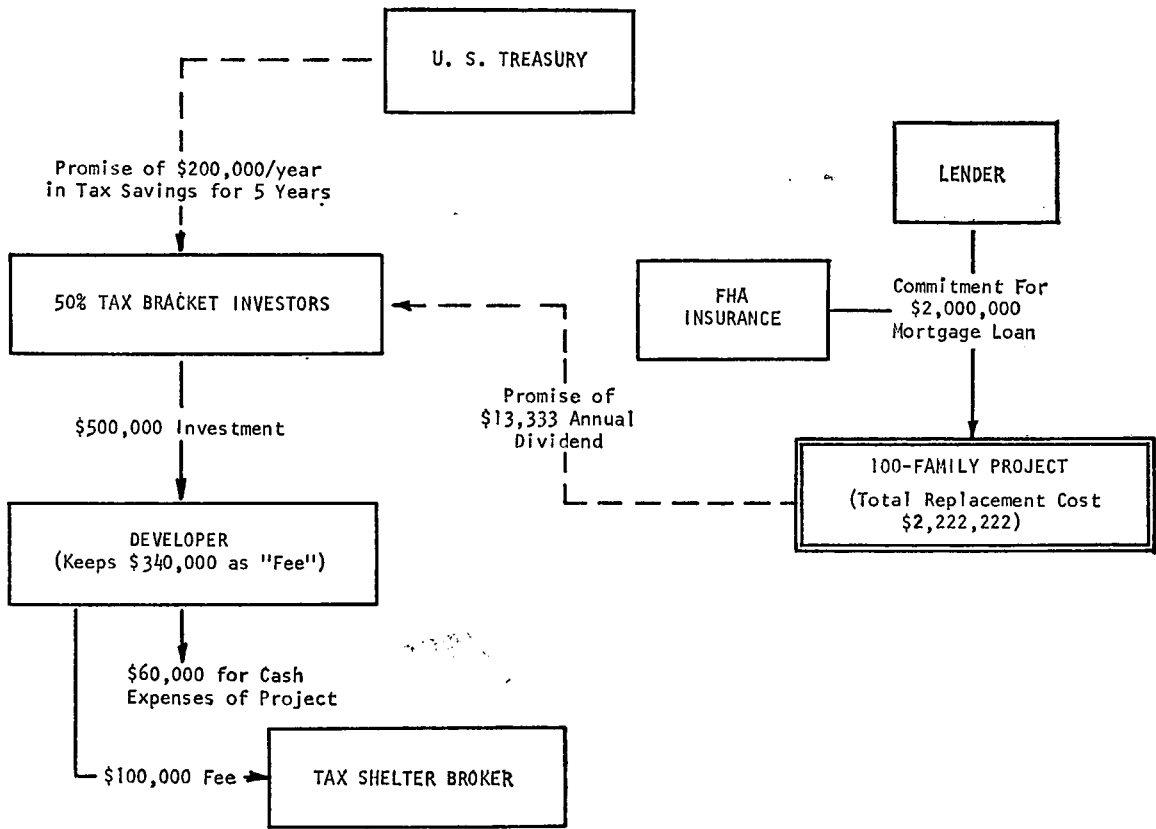 U. S. TREASURY
LENDER
Promise of $200,000/year
in Tax Savings for 5 Years
50% TAX BRACKET INVESTORS
FHA
INSURANCE
Commitment For
$2,000,000
Mortgage Loan
Promise of
$13,333 Annual
Dividend
$500,000 Investment
100-FAMILY PROJECT
(Total Replacement Cost
$2,222,222)
DEVELOPER
(Keeps $340,000 as "Fee")
$60,000 for Cash
Expenses of Project
$100,000 Fee
TAX SHELTER BROKER